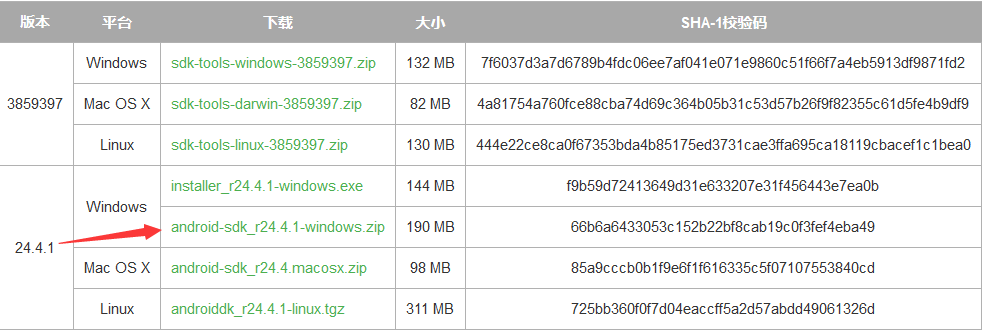 版本 平台 下载 大小 SHA-1校验码
Windows sdk-tools-windows-3859397.zip 132 MB 7f6037d3a7d6789b4fdc06ee7af041e071e9860c51f66f7a4eb5913df9871fd2
3859397 Mac OS X sdk-tools-darwin-3859397.zip 82 MB 4a81754a760fce88cba74d69c364b05b31c53d57b26f9f82355c61d5fe4b9df9
Linux sdk-tools-linux-3859397.zip 130 MB 444e22ce8ca0f67353bda4b85175ed3731cae3ffa695ca18119cbacef1c1bea0
installer_r24.4.1-windows.exe 144 MB f9b59d72413649d31e633207e31f456443e7ea0b
Windows
android-sdk_r24.4.1-windows.zip 190 MB 66b6a6433053c152b22bf8cab19c0f3fef4eba49
24.4.1
Mac OS X android-sdk_r24.4.macosx.zip 98 MB 85a9cccb0b1f9e6f1f616335c5f07107553840cd
Linux androiddk_r24.4.1-linux.tgz 311 MB 725bb360f0f7d04eaccff5a2d57abdd49061326d